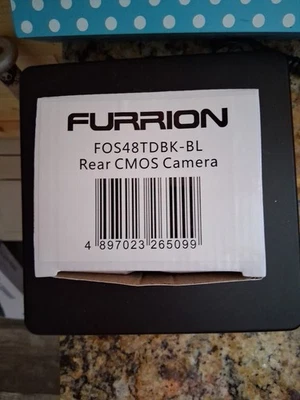 FURRION
FOS48TDBK-BL
Rear CMOS Camera
4 897023 265099